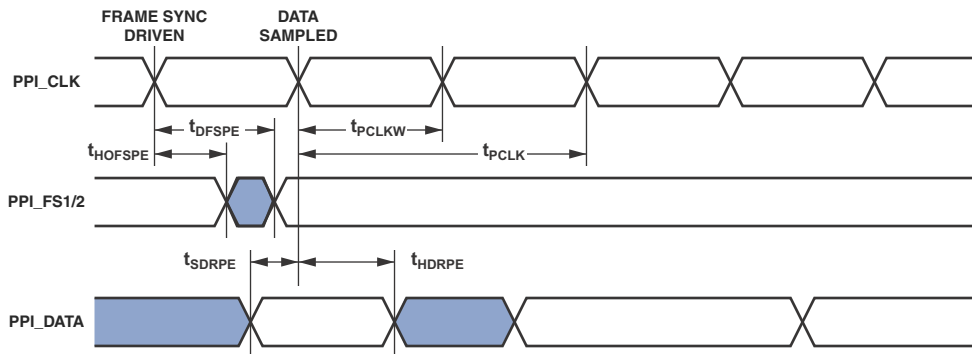 FRAME SYNC
DRIVEN
DATA
SAMPLED
PPI_CLK
tDFSPE
tPCLKW
tHOFSPE
tPCLK
PPI_FS1/2
tSDRPE
tHDRPE
PPI_DATA